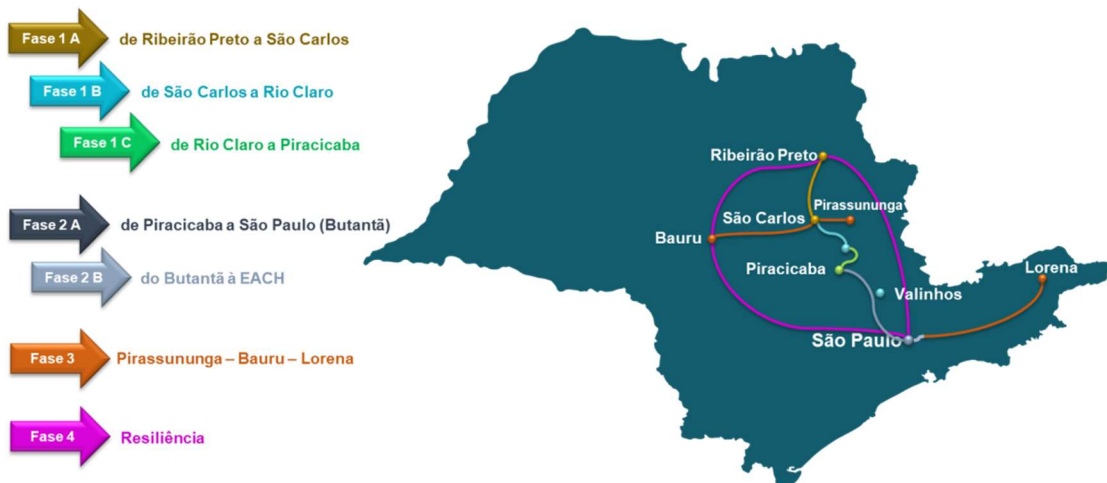 Fase 1 A
de Ribeirão Preto a São Carlos
Fase 1 B
de São Carlos a Rio Claro
Fase 1 C
de Rio Claro a Piracicaba
Fase 2 A
de Piracicaba a São Paulo (Butantã)
Fase 2 B
do Butantã à EACH
Fase 3
Pirassununga – Bauru – Lorena
Fase 4
Resiliência
Ribeirão Preto
Pirassununga
São Carlos
Bauru
Piracicaba
Lorena
Valinhos
São Paulo